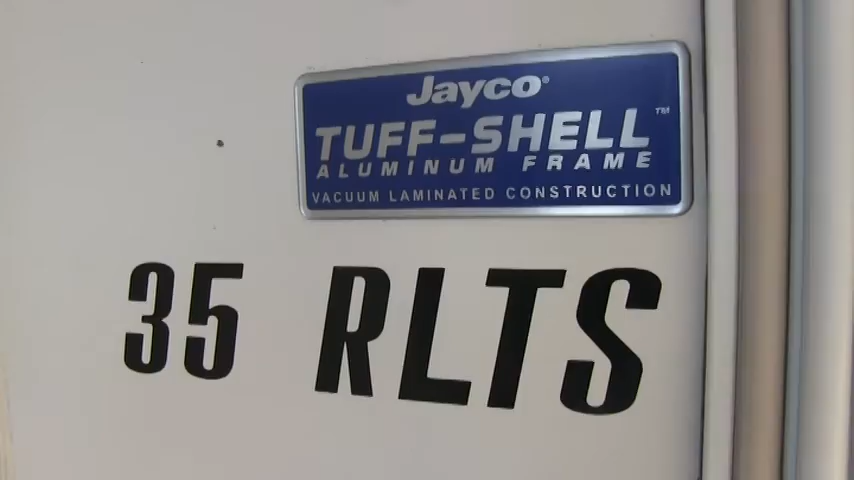 Jayco®
TUFF-SHELL™
ALUMINUM FRAME
VACUUM LAMINATED CONSTRUCTION
35 RLTS